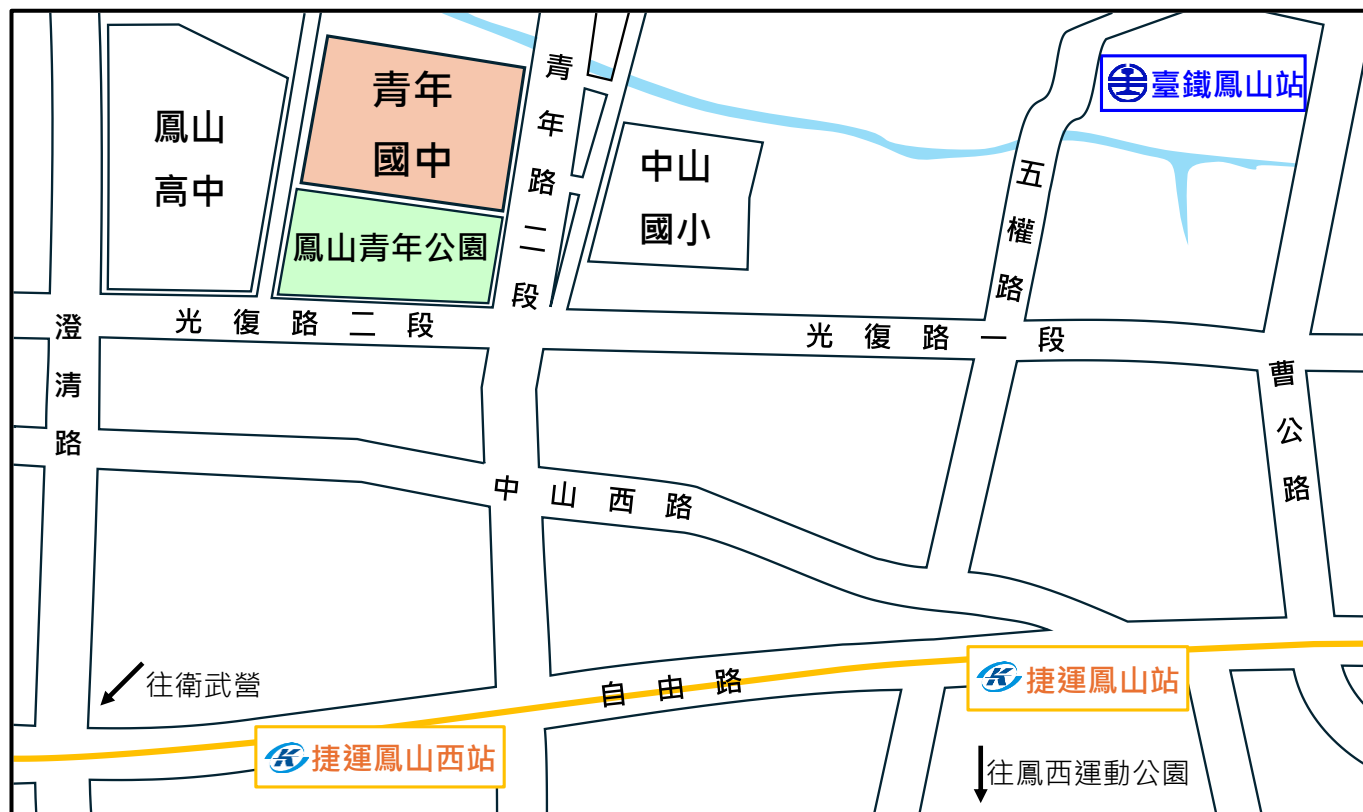 青年
國中
鳳山
高中
鳳山青年公園
青年路二段
中山
國小
臺鐵鳳山站
五權路
光復路二段
光復路一段
澄清路
曹公路
中山西路
往衛武營
自由路
捷運鳳山站
捷運鳳山西站
往鳳西運動公園